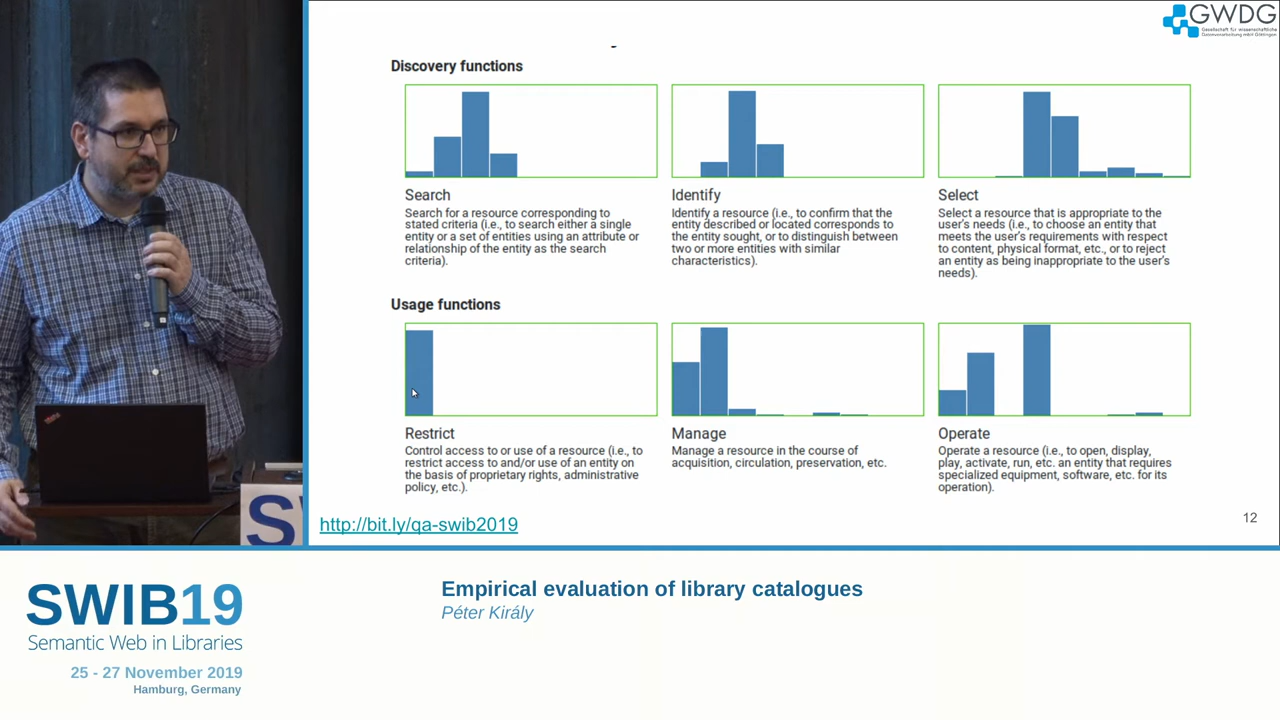 GWDG
Gesellschaft für wissenschaftliche
Datenverarbeitung mbH Göttingen
Discovery functions
Search
Search for a resource corresponding to
stated criteria (i.e., to search either a single
entity or a set of entities using an attribute or
relationship of the entity as the search
criteria).
Identify
Identify a resource (i.e., to confirm that the
entity described or located corresponds to
the entity sought, or to distinguish between
two or more entities with similar
characteristics).
Select
Select a resource that is appropriate to the
user's needs (i.e., to choose an entity that
meets the user's requirements with respect
to content, physical format, etc., or to reject
an entity as being inappropriate to the user's
needs).
Usage functions
Restrict
Control access to or use of a resource (i.e., to
restrict access to and/or use of an entity on
the basis of proprietary rights, administrative
policy, etc.).
Manage
Manage a resource in the course of
acquisition, circulation, preservation, etc.
Operate
Operate a resource (i.e., to open, display,
play, activate, run, etc. an entity that requires
specialized equipment, software, etc. for its
operation).
http://bit.ly/qa-swib2019
12
SWIB19
Semantic Web in Libraries
25 - 27 November 2019
Hamburg, Germany
Empirical evaluation of library catalogues
Péter Király